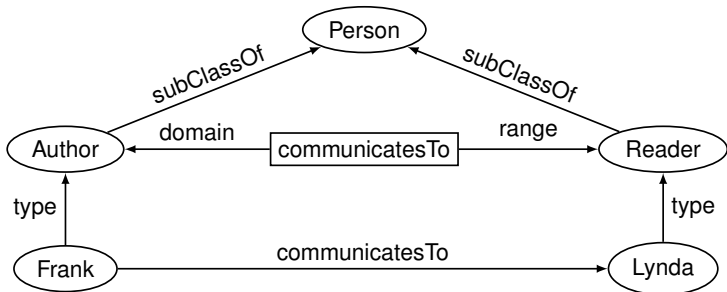 Person
subClassOf
subClassOf
Author
domain
communicatesTo
range
Reader
type
type
Frank
communicatesTo
Lynda